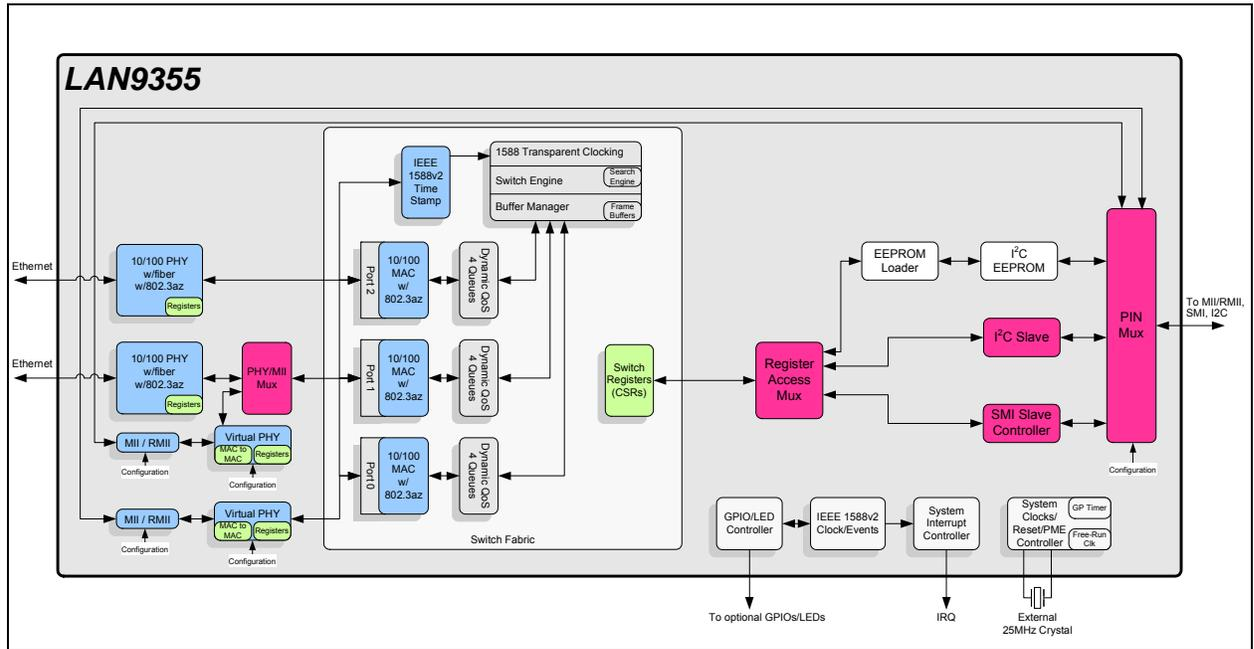 LAN9355
IEEE
1588v2
Time
Stamp
1588 Transparent Clocking
Switch Engine
Search
Engine
Buffer Manager
Frame
Buffers
Ethernet
10/100 PHY
w/fiber
w/802.3az
Registers
Port 2
10/100
MAC
w/
802.3az
Dynamic QoS
4 Queues
EEPROM
Loader
I2C
EEPROM
PIN
Mux
To MII/RMII,
SMI, I2C
Ethernet
10/100 PHY
w/fiber
w/802.3az
Registers
PHY/MII
Mux
Port 1
10/100
MAC
w/
802.3az
Dynamic QoS
4 Queues
Switch
Registers
(CSRs)
Register
Access
Mux
I2C Slave
SMI Slave
Controller
Configuration
MII / RMII
Configuration
Virtual PHY
MAC to
MAC
Registers
Configuration
Port 0
10/100
MAC
w/
802.3az
Dynamic QoS
4 Queues
MII / RMII
Configuration
Virtual PHY
MAC to
MAC
Registers
Configuration
Switch Fabric
GPIO/LED
Controller
IEEE 1588v2
Clock/Events
System
Interrupt
Controller
System
Clocks/
Reset/PME
Controller
GP Timer
Free-Run
Clk
To optional GPIOs/LEDs
IRQ
External
25MHz Crystal